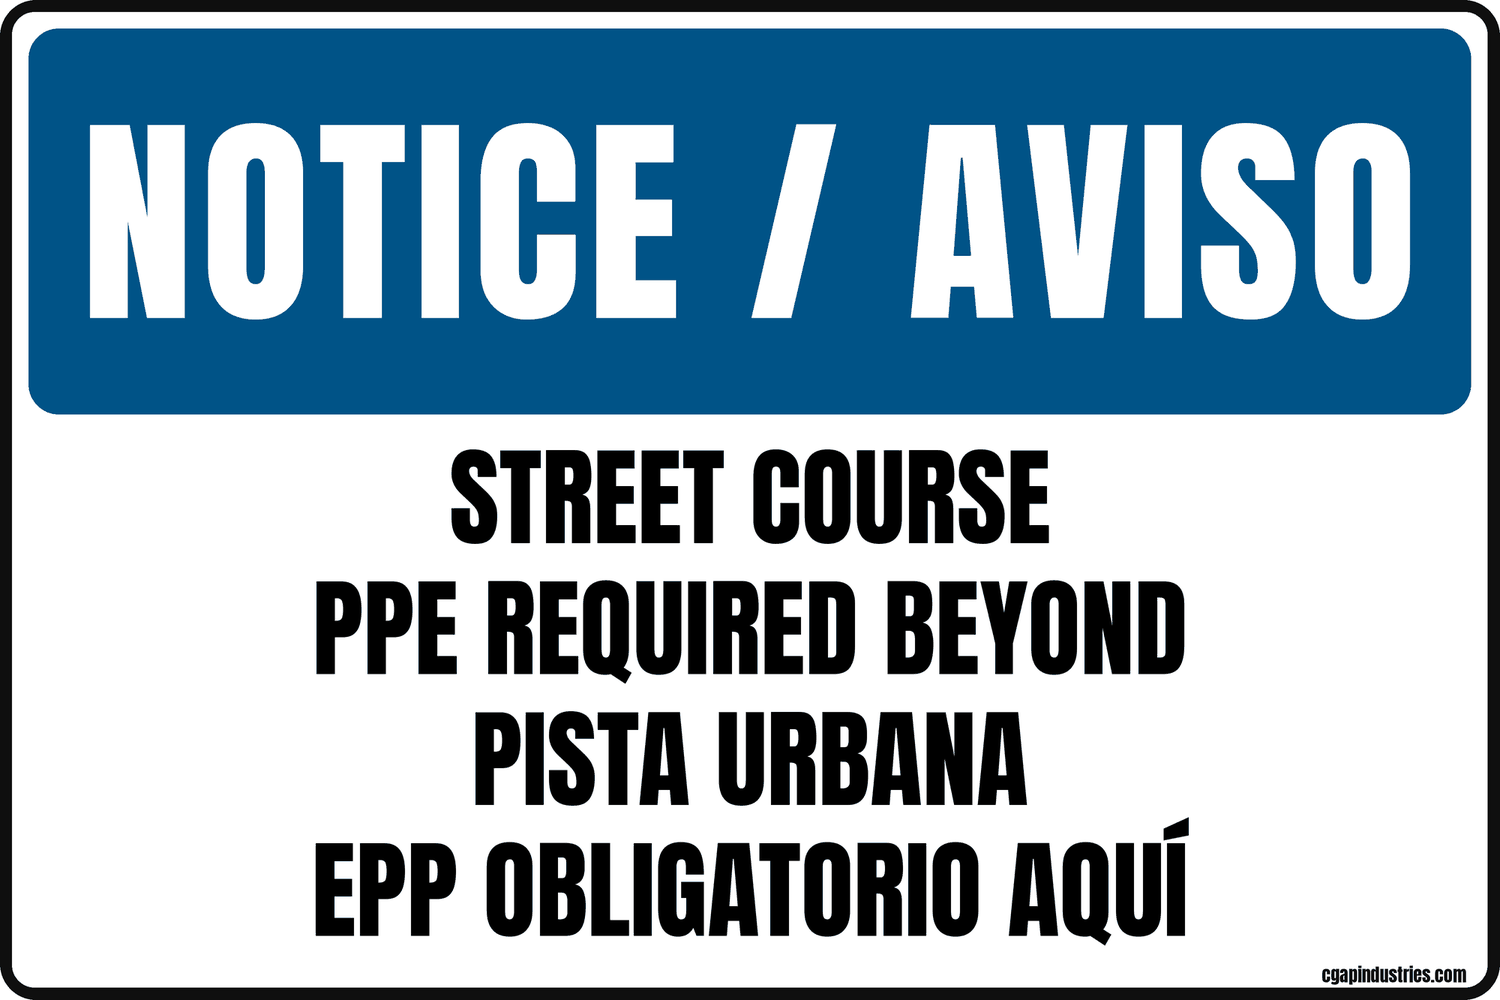 NOTICE / AVISO
STREET COURSE
PPE REQUIRED BEYOND
PISTA URBANA
EPP OBLIGATORIO AQUÍ
cgapindustries.com